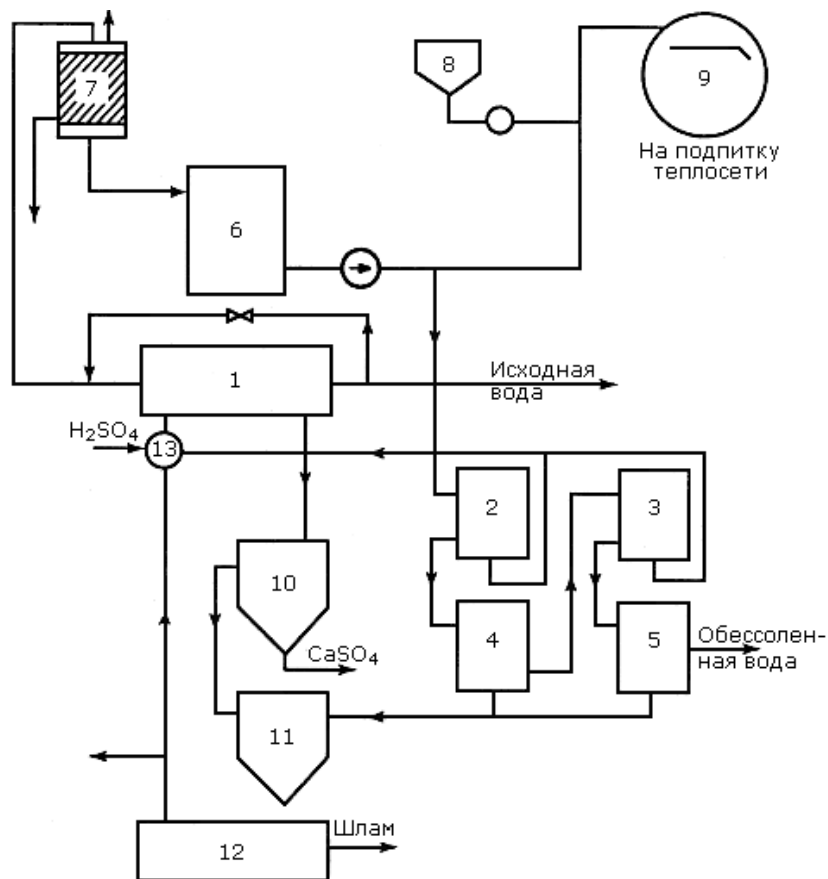 7
8
9
На подпитку
теплосети
6
1
Исходная
вода
H₂SO₄
13
2
3
10
CaSO₄
4
5
Обессолен-
ная вода
11
Шлам
12